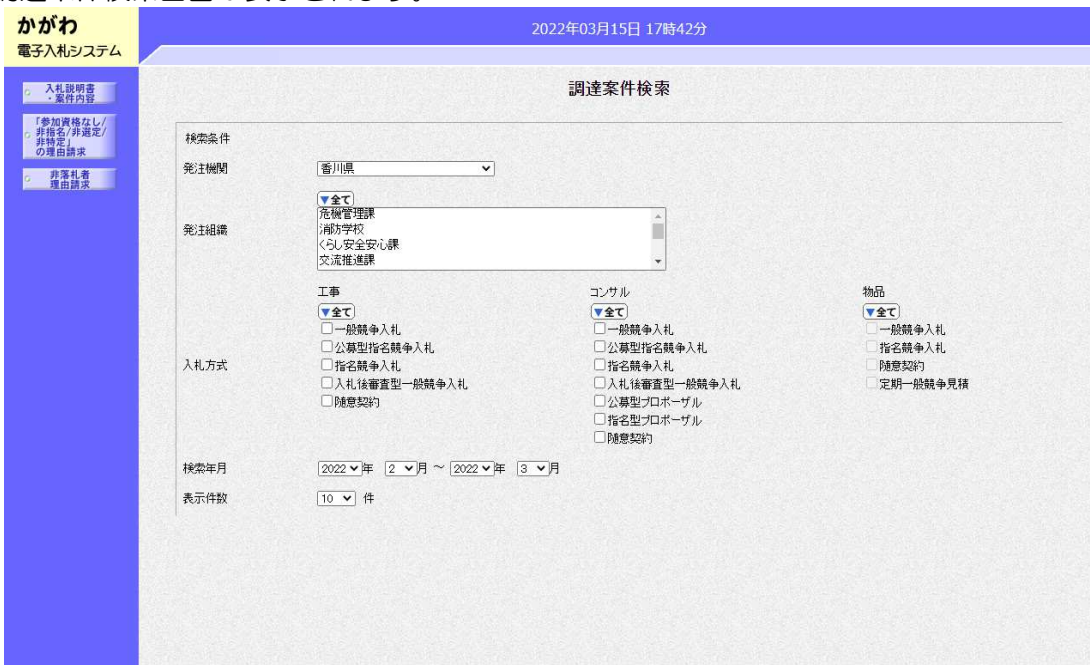 かがわ
電子入札システム
2022年03月15日 17時42分
入札説明書
・案件内容
「参加資格なし/
非指名/非選定/
非特定」
の理由請求
非落札者
理由請求
調達案件検索
検索条件
発注機関 香川県
発注組織 ▼全て
危機管理課
消防学校
くらし安全安心課
交流推進課
入札方式
工事
▼全て
一般競争入札
公募型指名競争入札
指名競争入札
入札後審査型一般競争入札
随意契約
コンサル
▼全て
一般競争入札
公募型指名競争入札
指名競争入札
入札後審査型一般競争入札
公募型プロポーザル
指名型プロポーザル
随意契約
物品
▼全て
一般競争入札
指名競争入札
随意契約
定期一般競争見積
検索年月 2022年 2月 ～ 2022年 3月
表示件数 10 件